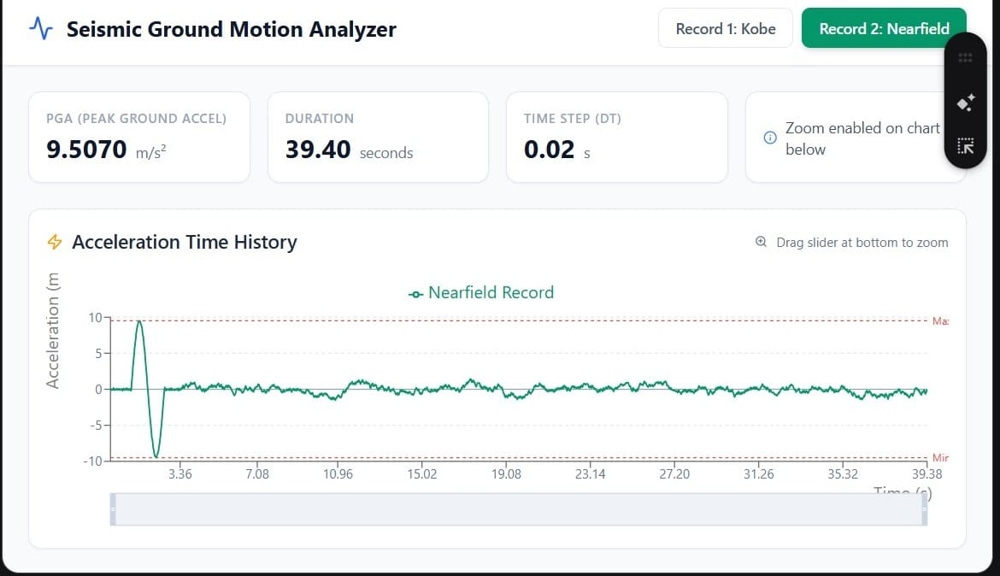 Seismic Ground Motion Analyzer
Record 1: Kobe
Record 2: Nearfield
PGA (PEAK GROUND ACCEL)
9.5070 m/s²
DURATION
39.40 seconds
TIME STEP (DT)
0.02 s
Zoom enabled on chart
below
Acceleration Time History
Drag slider at bottom to zoom
Nearfield Record
Acceleration (m
10
5
0
-5
-10
Max
Mir
3.36 7.08 10.96 15.02 19.08 23.14 27.20 31.26 35.32 39.38
Time (s)